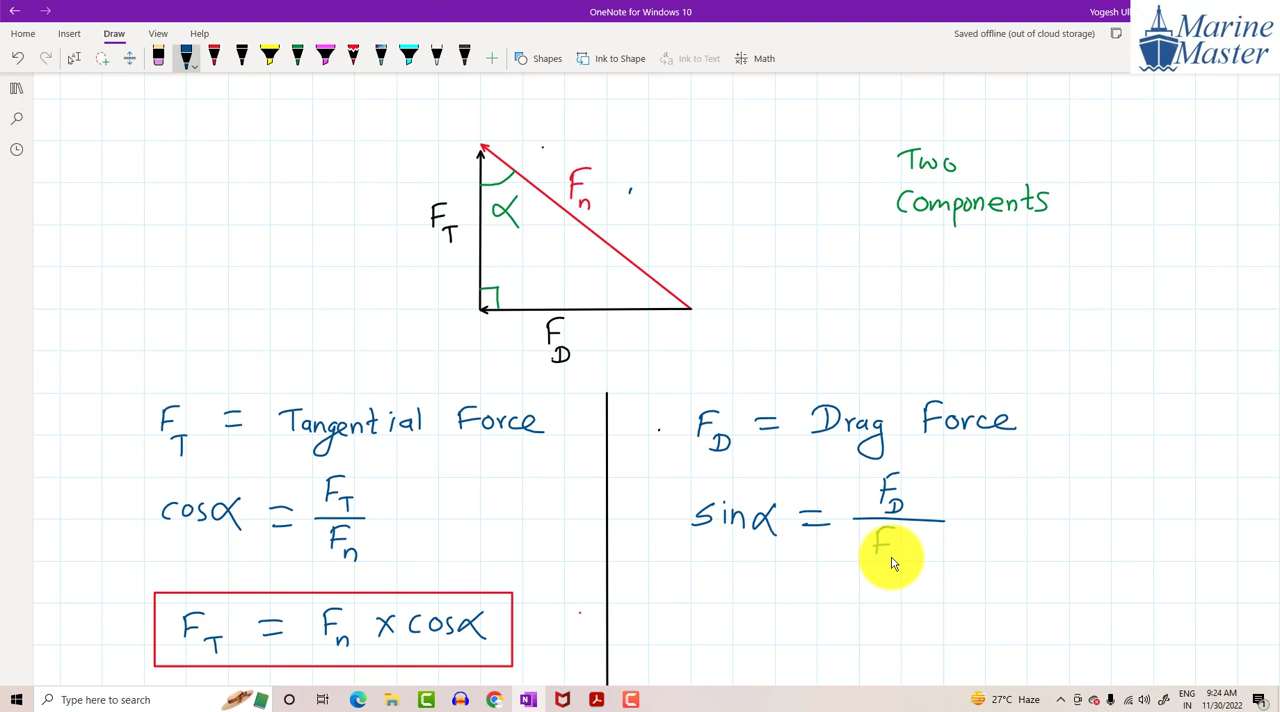 OneNote for Windows 10
Yogesh Ul
Marine
Master
Home Insert Draw View Help
Saved offline (out of cloud storage)
Shapes Ink to Shape Ink to Text Math
Two
Components
Fn
α
FT
FD
FT = Tangential Force
cosα = FT / Fn
FT = Fn x cosα
FD = Drag Force
sinα = FD / F
Type here to search
27°C Haze
ENG
IN
9:24 AM
11/30/2022